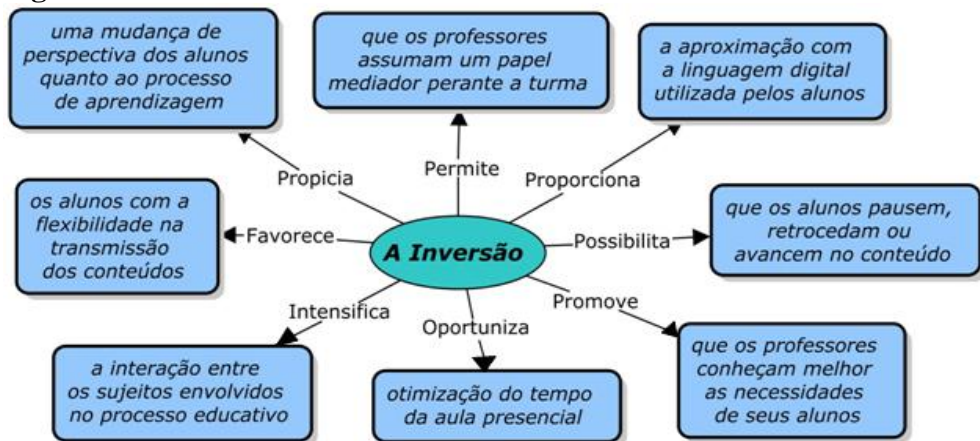 uma mudança de
perspectiva dos alunos
quanto ao processo
de aprendizagem
que os professores
assumam um papel
mediador perante a turma
a aproximação com
a linguagem digital
utilizada pelos alunos
Propicia
Permite
Proporciona
os alunos com a
flexibilidade na
transmissão
dos conteúdos
Favorece
A Inversão
Possibilita
que os alunos pausem,
retrocedam ou
avancem no conteúdo
Intensifica
Oportuniza
Promove
a interação entre
os sujeitos envolvidos
no processo educativo
otimização do tempo
da aula presencial
que os professores
conheçam melhor
as necessidades
de seus alunos